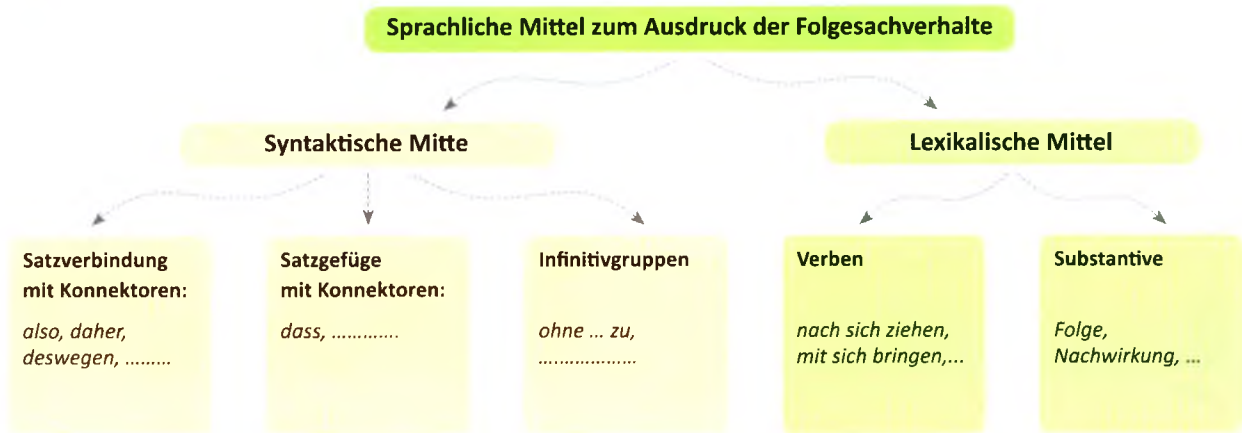 Sprachliche Mittel zum Ausdruck der Folgesachverhalte
Syntaktische Mitte
Lexikalische Mittel
Satzverbindung
mit Konnektoren:
also, daher,
deswegen, .........
Satzgefüge
mit Konnektoren:
dass, .............
Infinitivgruppen
ohne ... zu,
...................
Verben
nach sich ziehen,
mit sich bringen,...
Substantive
Folge,
Nachwirkung, ...